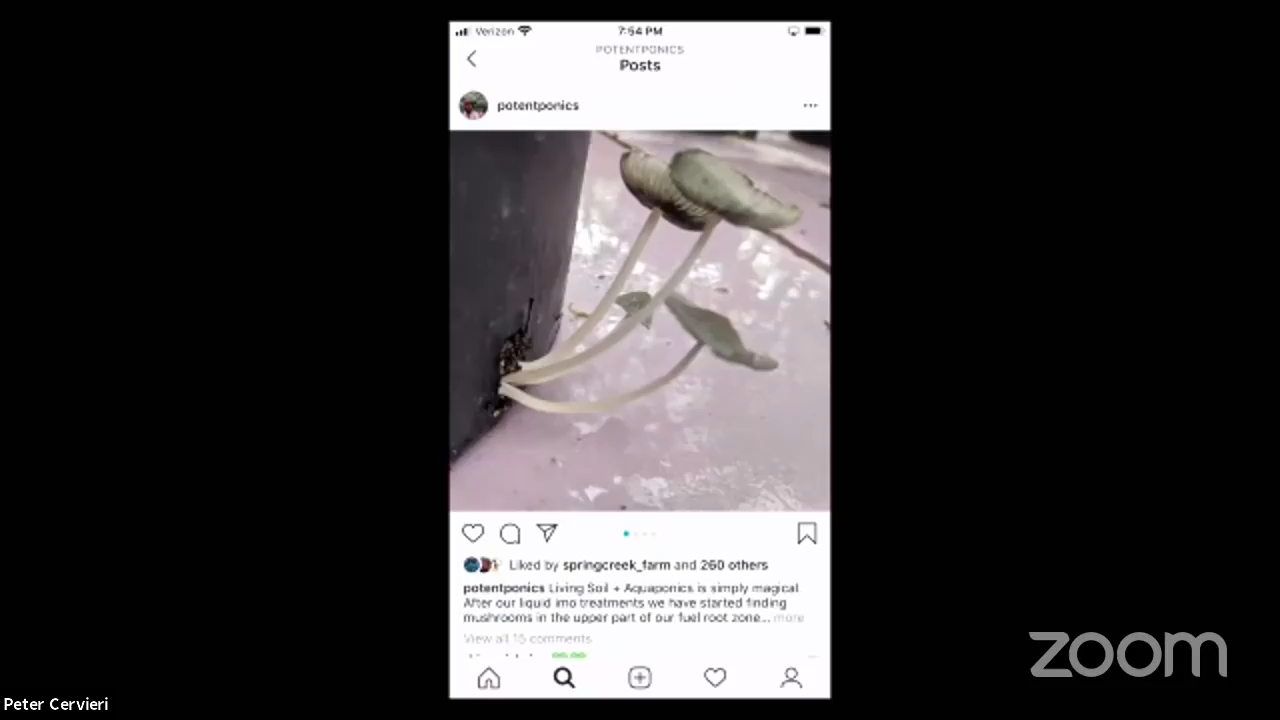 Verizon
7:54 PM
POTENTPONICS
Posts
potentponics
Liked by springcreek_farm and 260 others
potentponics Living Soil + Aquaponics is simply magical
After our liquid imo treatments we have started finding
mushrooms in the upper part of our fuel root zone... more
View all 15 comments
zoom
Peter Cervieri